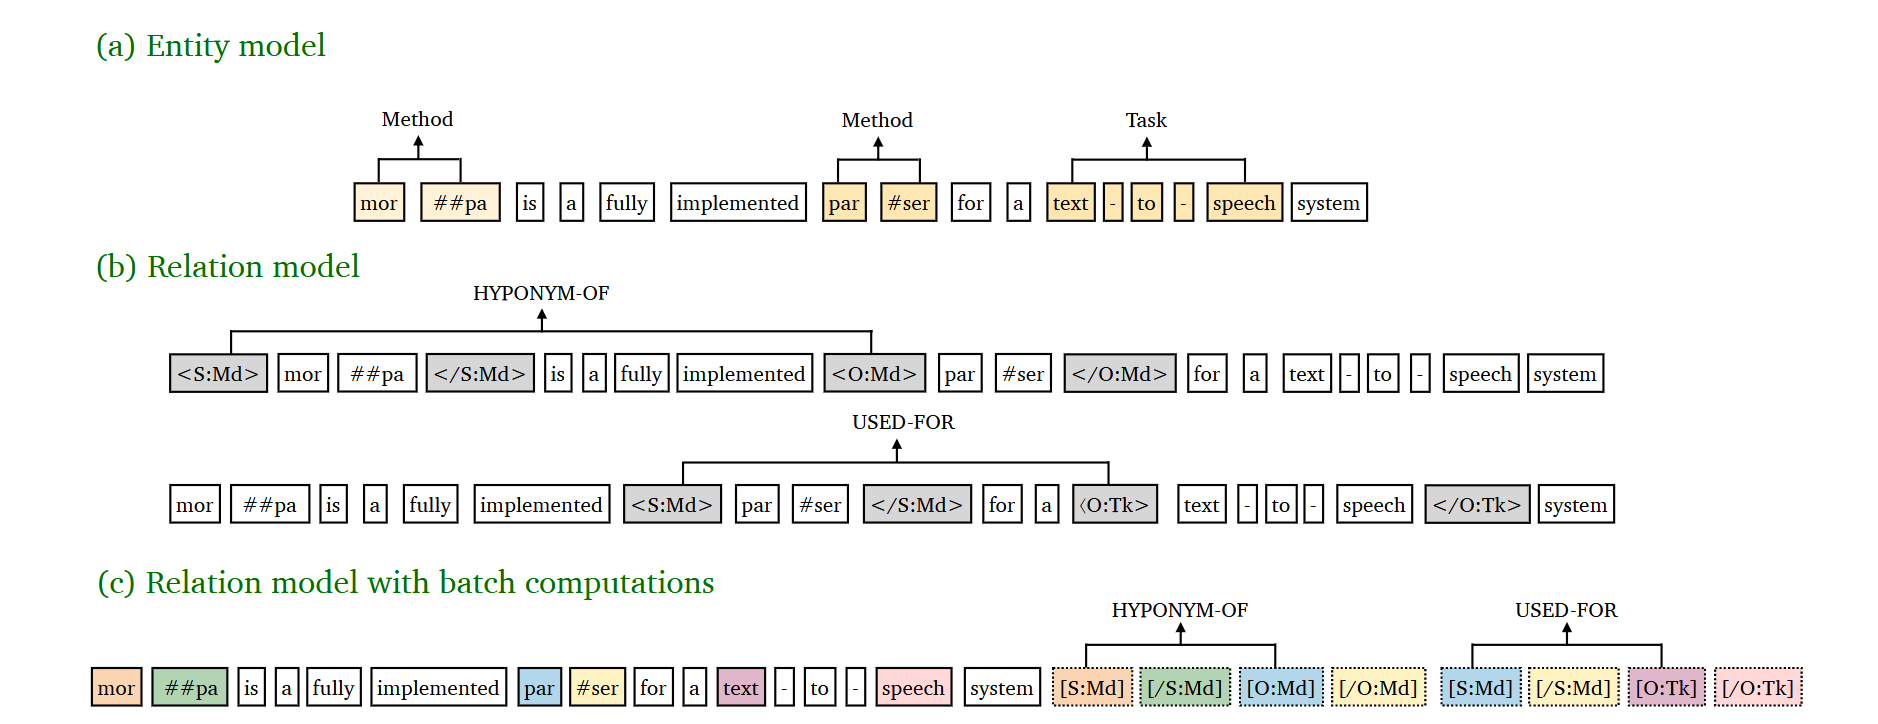 (a) Entity model
Method Method Task
mor ##pa is a fully implemented par #ser for a text - to - speech system
(b) Relation model
HYPONYM-OF
<S:Md> mor ##pa </S:Md> is a fully implemented <O:Md> par #ser </O:Md> for a text - to - speech system
USED-FOR
mor ##pa is a fully implemented <S:Md> par #ser </S:Md> for a ⟨O:Tk> text - to - speech </O:Tk> system
(c) Relation model with batch computations
HYPONYM-OF USED-FOR
mor ##pa is a fully implemented par #ser for a text - to - speech system [S:Md] [/S:Md] [O:Md] [/O:Md] [S:Md] [/S:Md] [O:Tk] [/O:Tk]